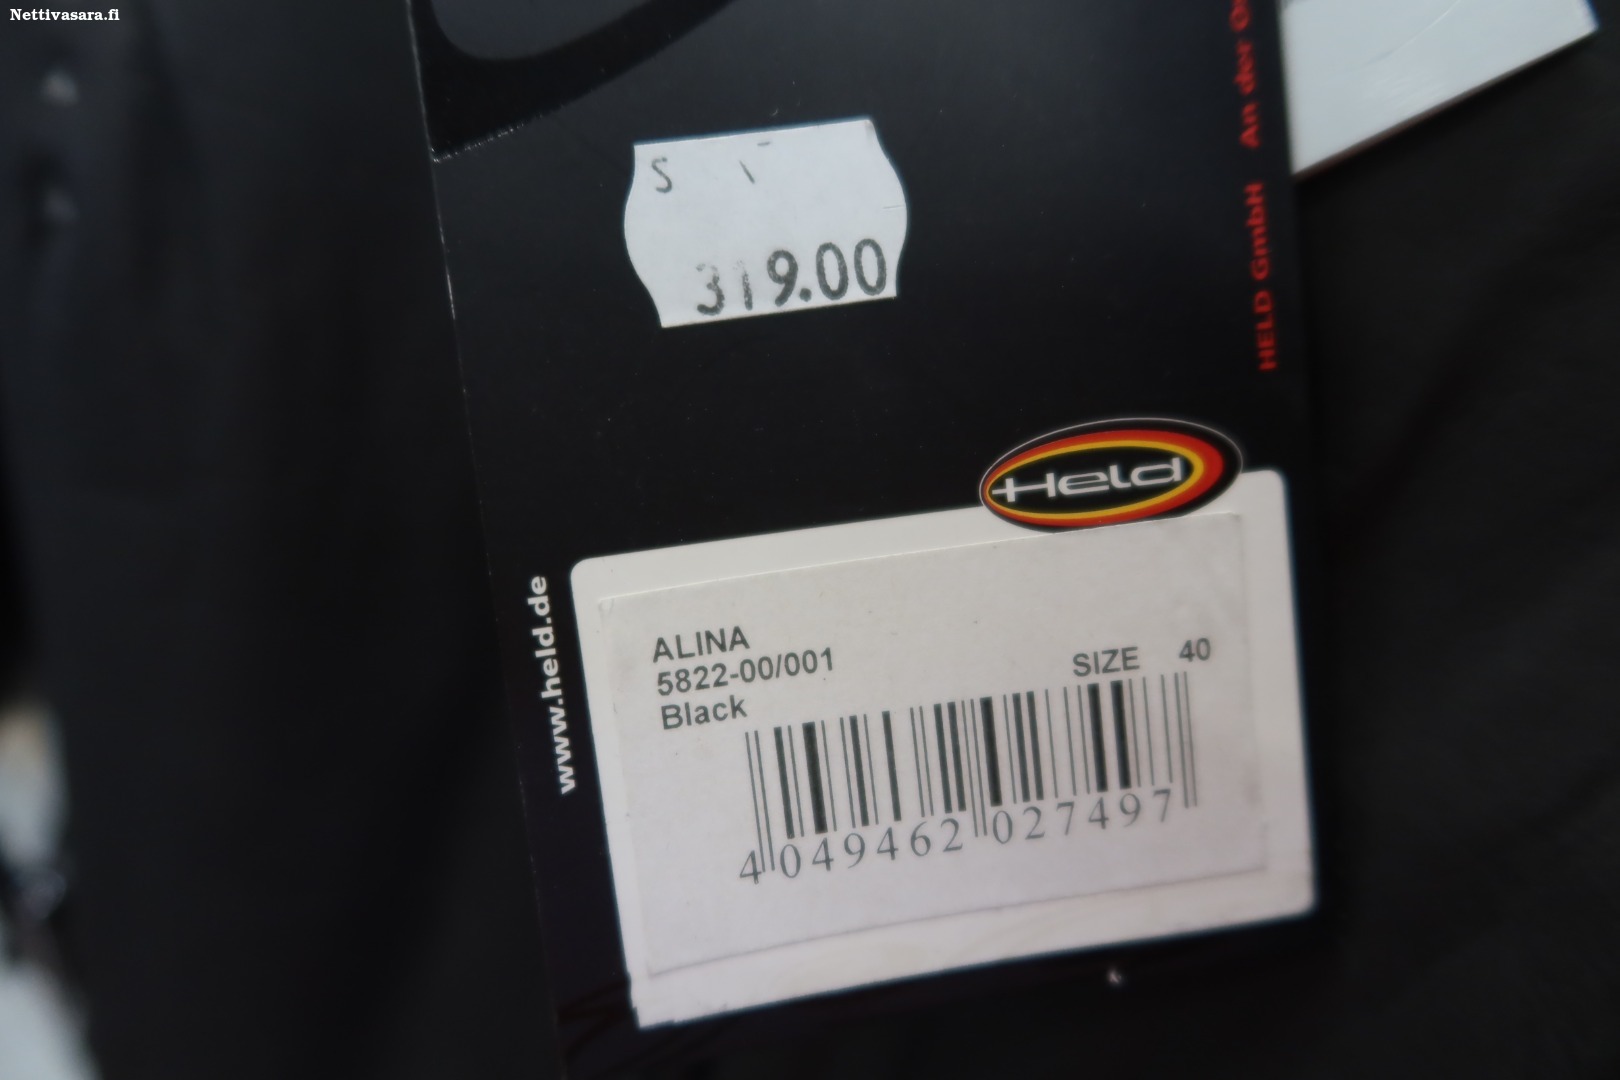 Nettivasara.fi
S
319.00
HELD GmbH An der
Held
www.held.de
ALINA
5822-00/001
Black
SIZE 40
4 049462 027497